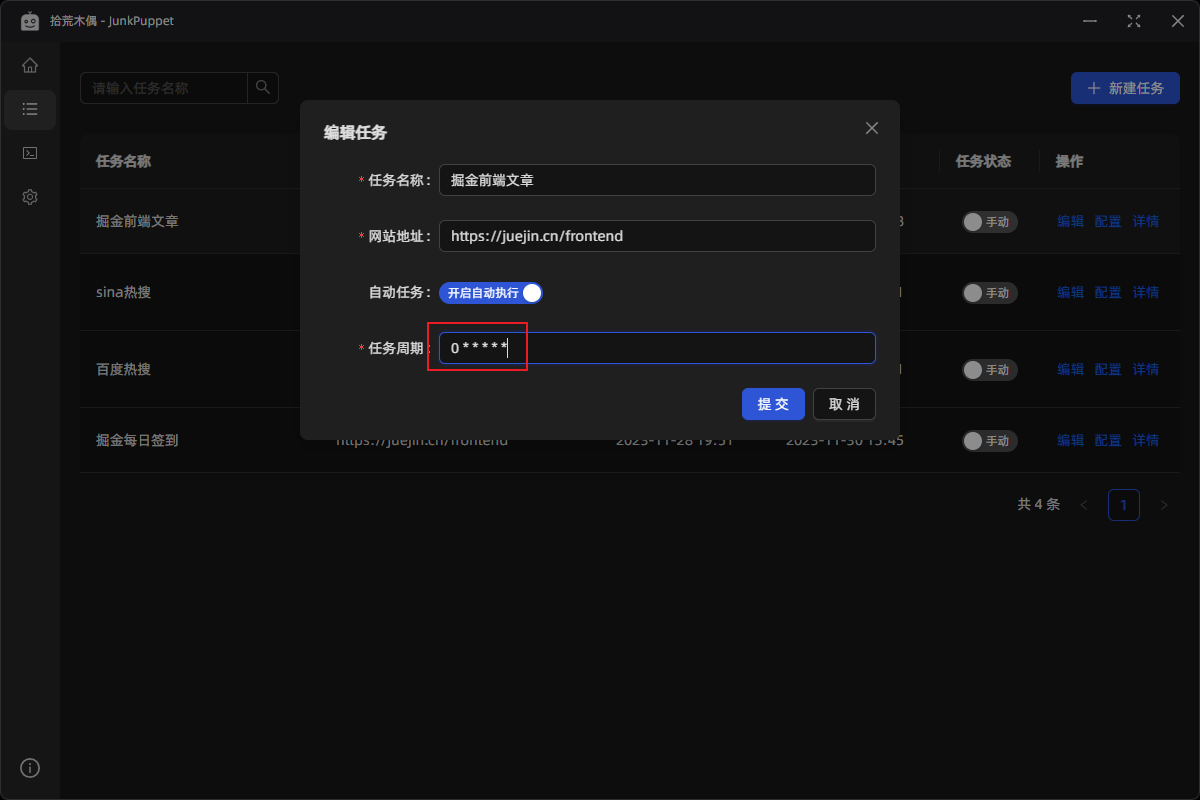 拾荒木偶 - JunkPuppet
请输入任务名称
新建任务
编辑任务
任务名称 任务状态 操作
* 任务名称 : 掘金前端文章
掘金前端文章 手动 编辑 配置 详情
* 网站地址 : https://juejin.cn/frontend
sina热搜 手动 编辑 配置 详情
自动任务 : 开启自动执行
* 任务周期 : 0 * * * * *
百度热搜 手动 编辑 配置 详情
提 交 取 消
掘金每日签到 https://juejin.cn/frontend 2023-11-28 19:51 2023-11-30 15:45 手动 编辑 配置 详情
共 4 条 < 1 >